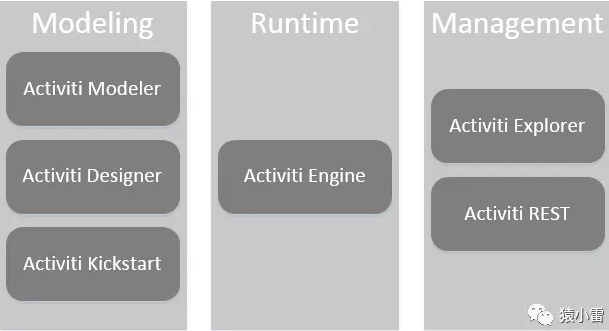 Modeling
Activiti Modeler
Activiti Designer
Activiti Kickstart
Runtime
Activiti Engine
Management
Activiti Explorer
Activiti REST
猿小雷